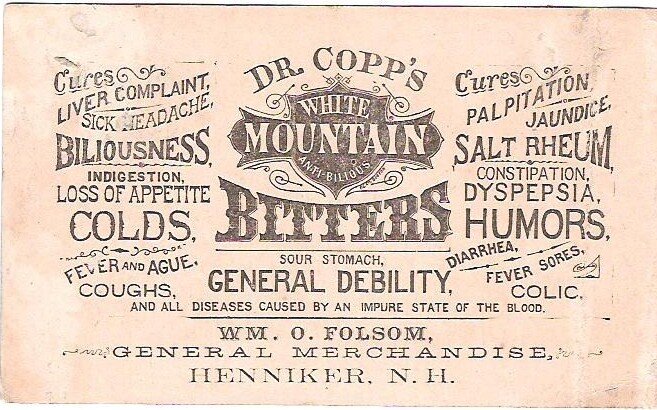 DR. COPP'S
WHITE
MOUNTAIN
ANTI-BILIOUS
BITTERS
Cures
LIVER COMPLAINT,
SICK HEADACHE,
BILIOUSNESS,
INDIGESTION,
LOSS OF APPETITE
COLDS,
FEVER AND AGUE,
COUGHS,
Cures
PALPITATION,
JAUNDICE,
SALT RHEUM,
CONSTIPATION,
DYSPEPSIA,
HUMORS,
DIARRHEA,
FEVER SORES,
COLIC,
SOUR STOMACH,
GENERAL DEBILITY,
AND ALL DISEASES CAUSED BY AN IMPURE STATE OF THE BLOOD.
WM. O. FOLSOM,
GENERAL MERCHANDISE,
HENNIKER, N. H.